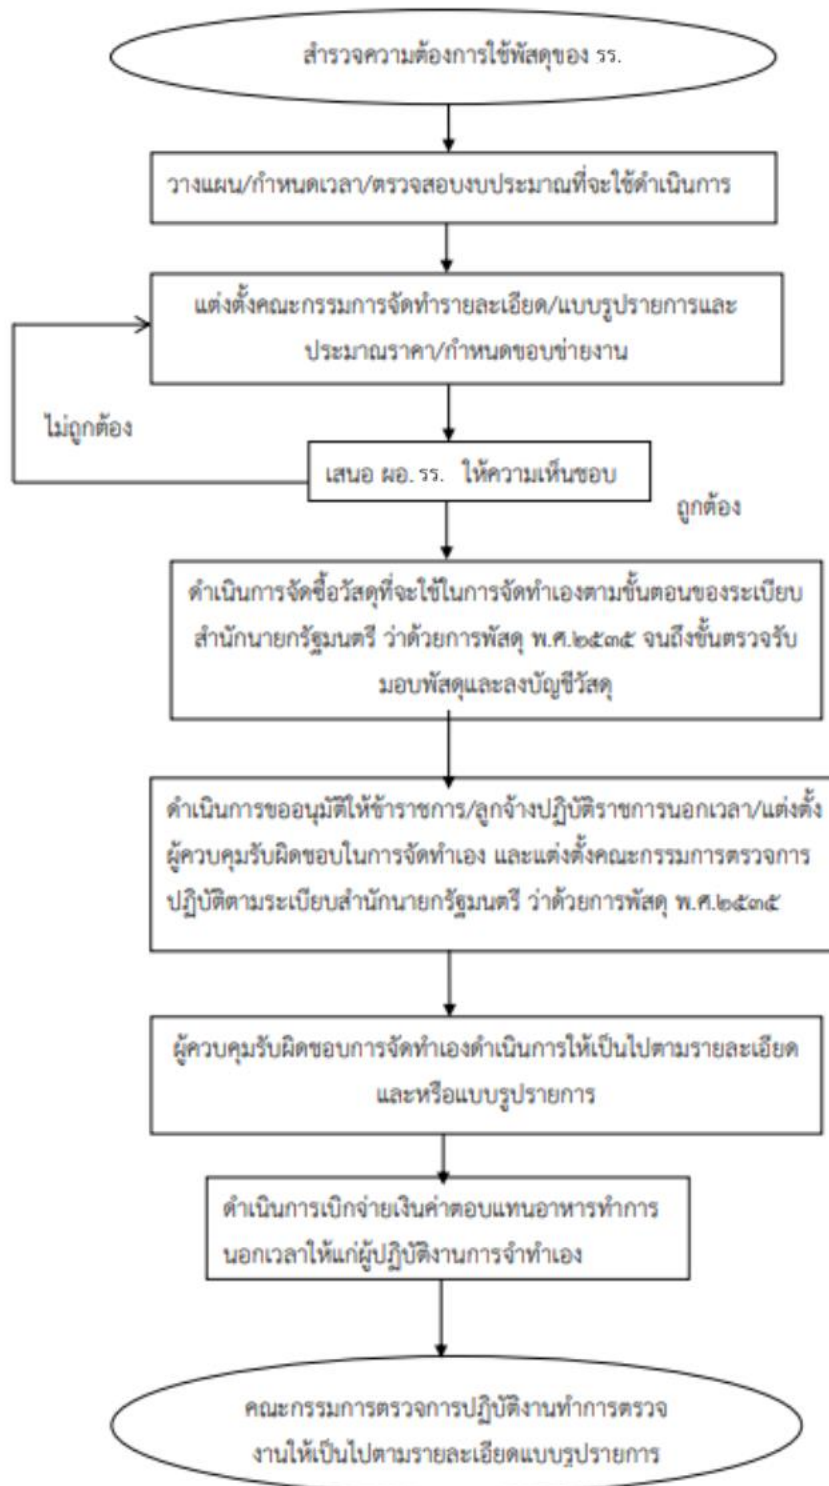 สำรวจความต้องการใช้พัสดุของ รร.
วางแผน/กำหนดเวลา/ตรวจสอบงบประมาณที่จะใช้ดำเนินการ
แต่งตั้งคณะกรรมการจัดทำรายละเอียด/แบบรูปรายการและ
ประมาณราคา/กำหนดขอบข่ายงาน
ไม่ถูกต้อง
เสนอ ผอ. รร. ให้ความเห็นชอบ
ถูกต้อง
ดำเนินการจัดซื้อวัสดุที่จะใช้ในการจัดทำเองตามขั้นตอนของระเบียบ
สำนักนายกรัฐมนตรี ว่าด้วยการพัสดุ พ.ศ.๒๕๓๕ จนถึงขั้นตรวจรับ
มอบพัสดุและลงบัญชีวัสดุ
ดำเนินการขออนุมัติให้ข้าราชการ/ลูกจ้างปฏิบัติราชการนอกเวลา/แต่งตั้ง
ผู้ควบคุมรับผิดชอบในการจัดทำเอง และแต่งตั้งคณะกรรมการตรวจการ
ปฏิบัติตามระเบียบสำนักนายกรัฐมนตรี ว่าด้วยการพัสดุ พ.ศ.๒๕๓๕
ผู้ควบคุมรับผิดชอบการจัดทำเองดำเนินการให้เป็นไปตามรายละเอียด
และหรือแบบรูปรายการ
ดำเนินการเบิกจ่ายเงินค่าตอบแทนอาหารทำการ
นอกเวลาให้แก่ผู้ปฏิบัติงานการจำทำเอง
คณะกรรมการตรวจการปฏิบัติงานทำการตรวจ
งานให้เป็นไปตามรายละเอียดแบบรูปรายการ